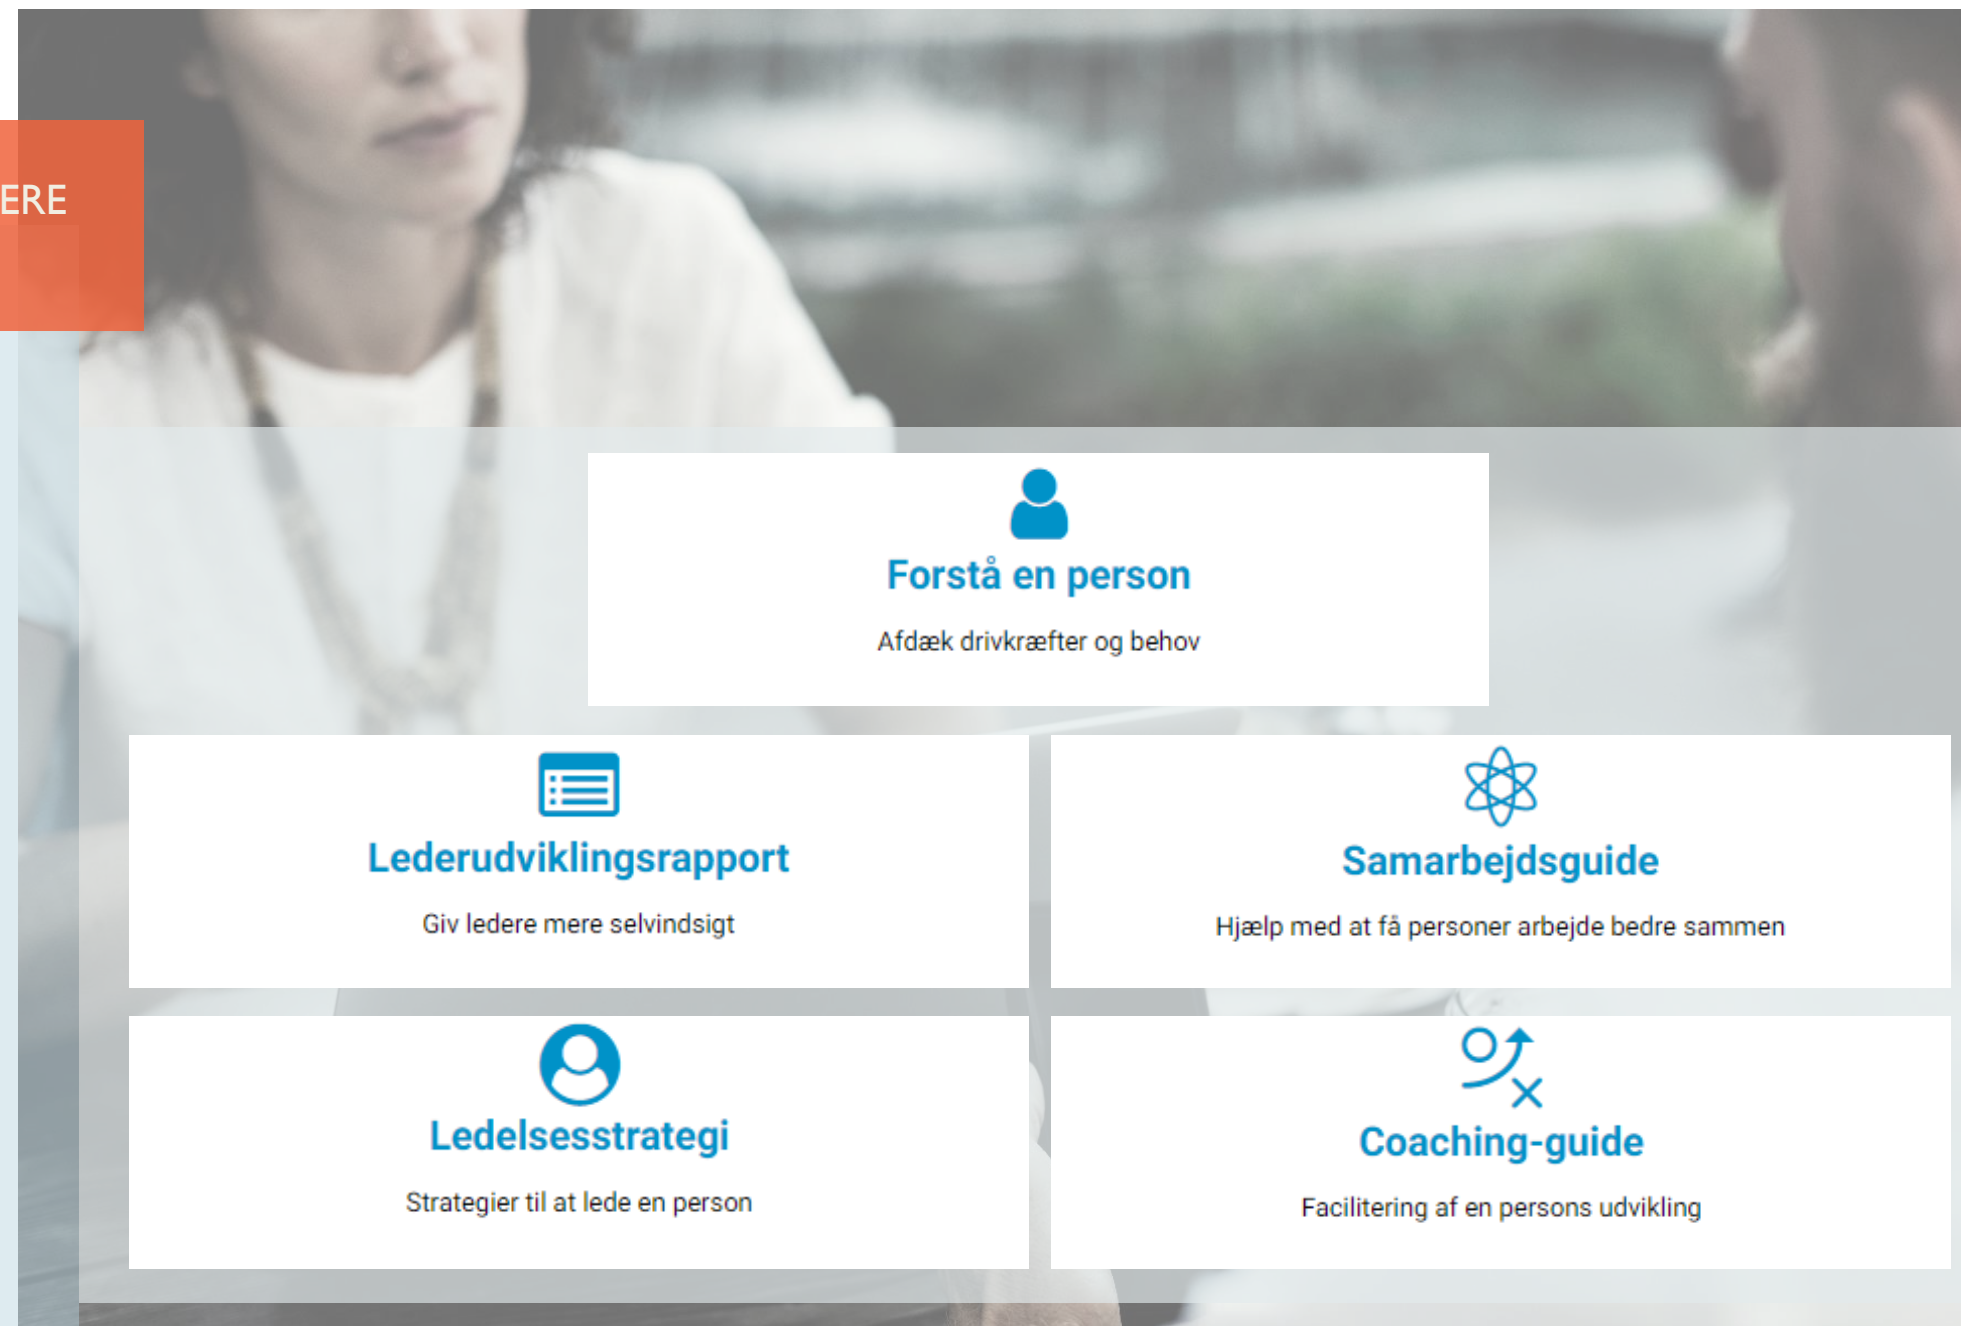 ERE
Forstå en person
Afdæk drivkræfter og behov
Lederudviklingsrapport
Giv ledere mere selvindsigt
Samarbejdsguide
Hjælp med at få personer arbejde bedre sammen
Ledelsesstrategi
Strategier til at lede en person
Coaching-guide
Facilitering af en persons udvikling